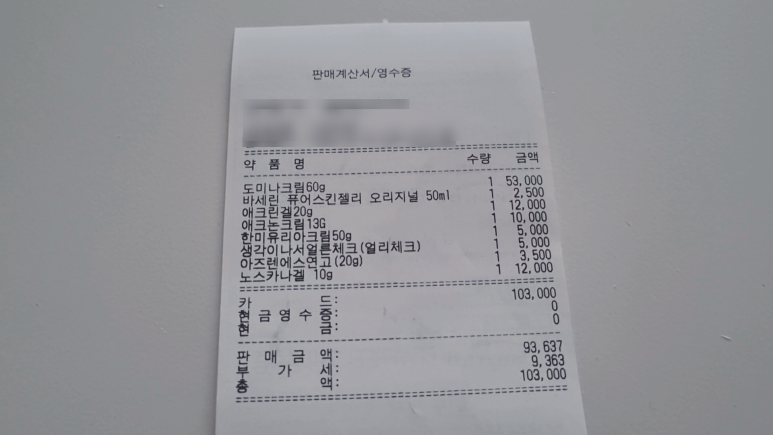 판매계산서/영수증
약 품 명 수량 금액
도미나크림60g 1 53,000
바세린 퓨어스킨젤리 오리지널 50ml 1 2,500
애크린겔20g 1 12,000
애크논크림13G 1 10,000
한미유리아크림50g 1 5,000
생각이나서얼른체크(얼리체크) 1 5,000
아즈렌에스연고(20g) 1 3,500
노스카나겔 10g 1 12,000
카 드: 103,000
현금영수증: 0
현 금: 0
판 매 금 액: 93,637
부 가 세: 9,363
총 액: 103,000